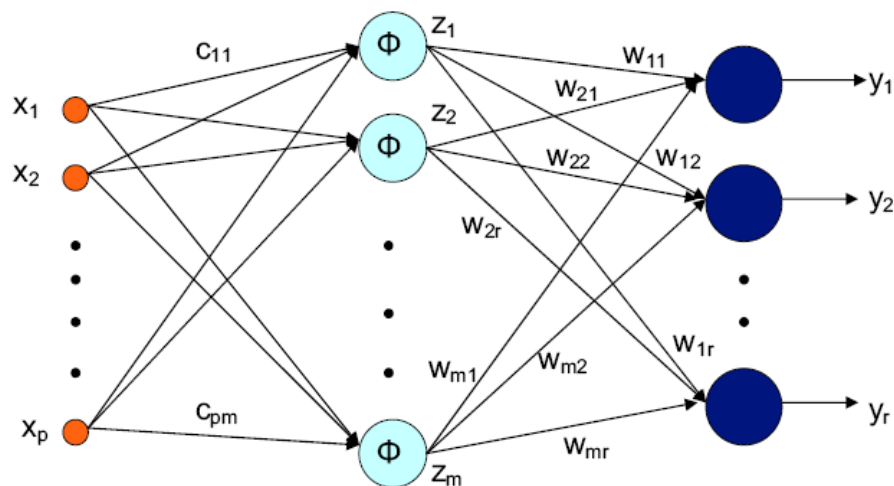 x₁
x₂
xₚ
c₁₁
cₚₘ
Φ
Φ
Φ
z₁
z₂
zₘ
w₁₁
w₂₁
w₁₂
w₂₂
w₂ᵣ
w₁ᵣ
wₘ₁
wₘ₂
wₘᵣ
y₁
y₂
yᵣ